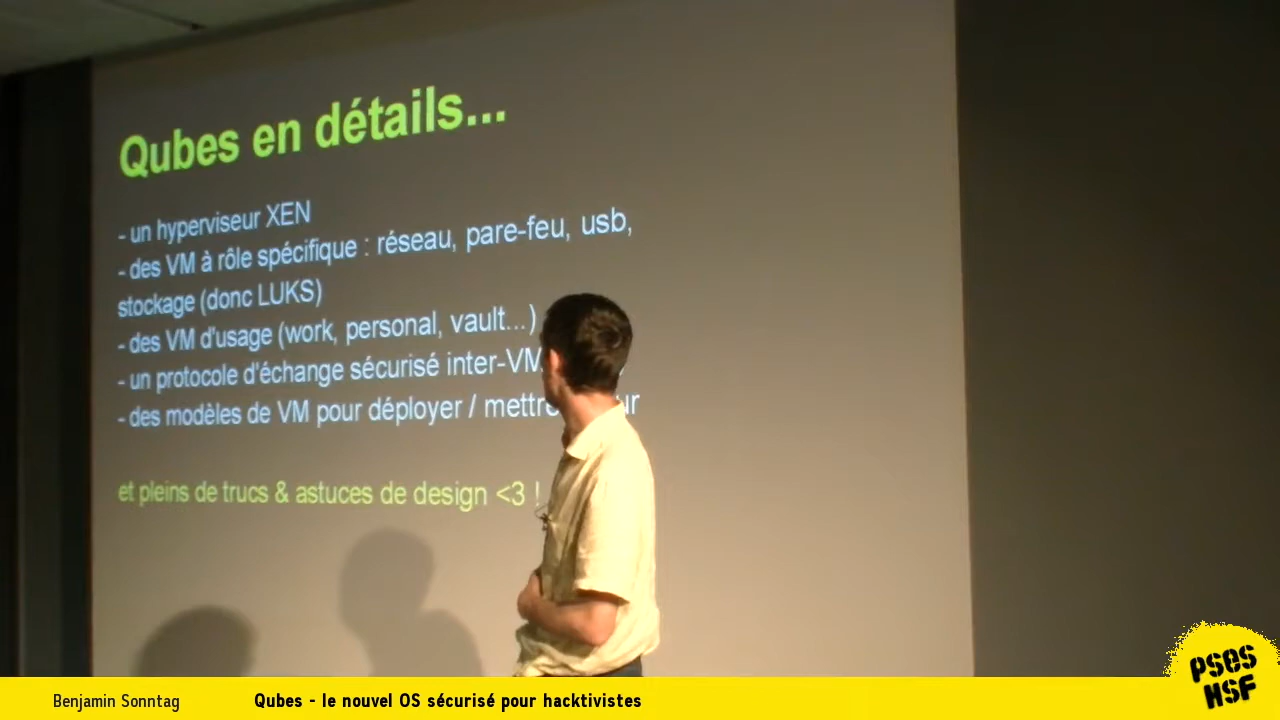 Qubes en détails...
- un hyperviseur XEN
- des VM à rôle spécifique : réseau, pare-feu, usb,
stockage (donc LUKS)
- des VM d'usage (work, personal, vault...)
- un protocole d'échange sécurisé inter-VM
- des modèles de VM pour déployer / mettre
et pleins de trucs & astuces de design <3 !
Benjamin Sonntag
Qubes - le nouvel OS sécurisé pour hacktivistes
PSES
HSF